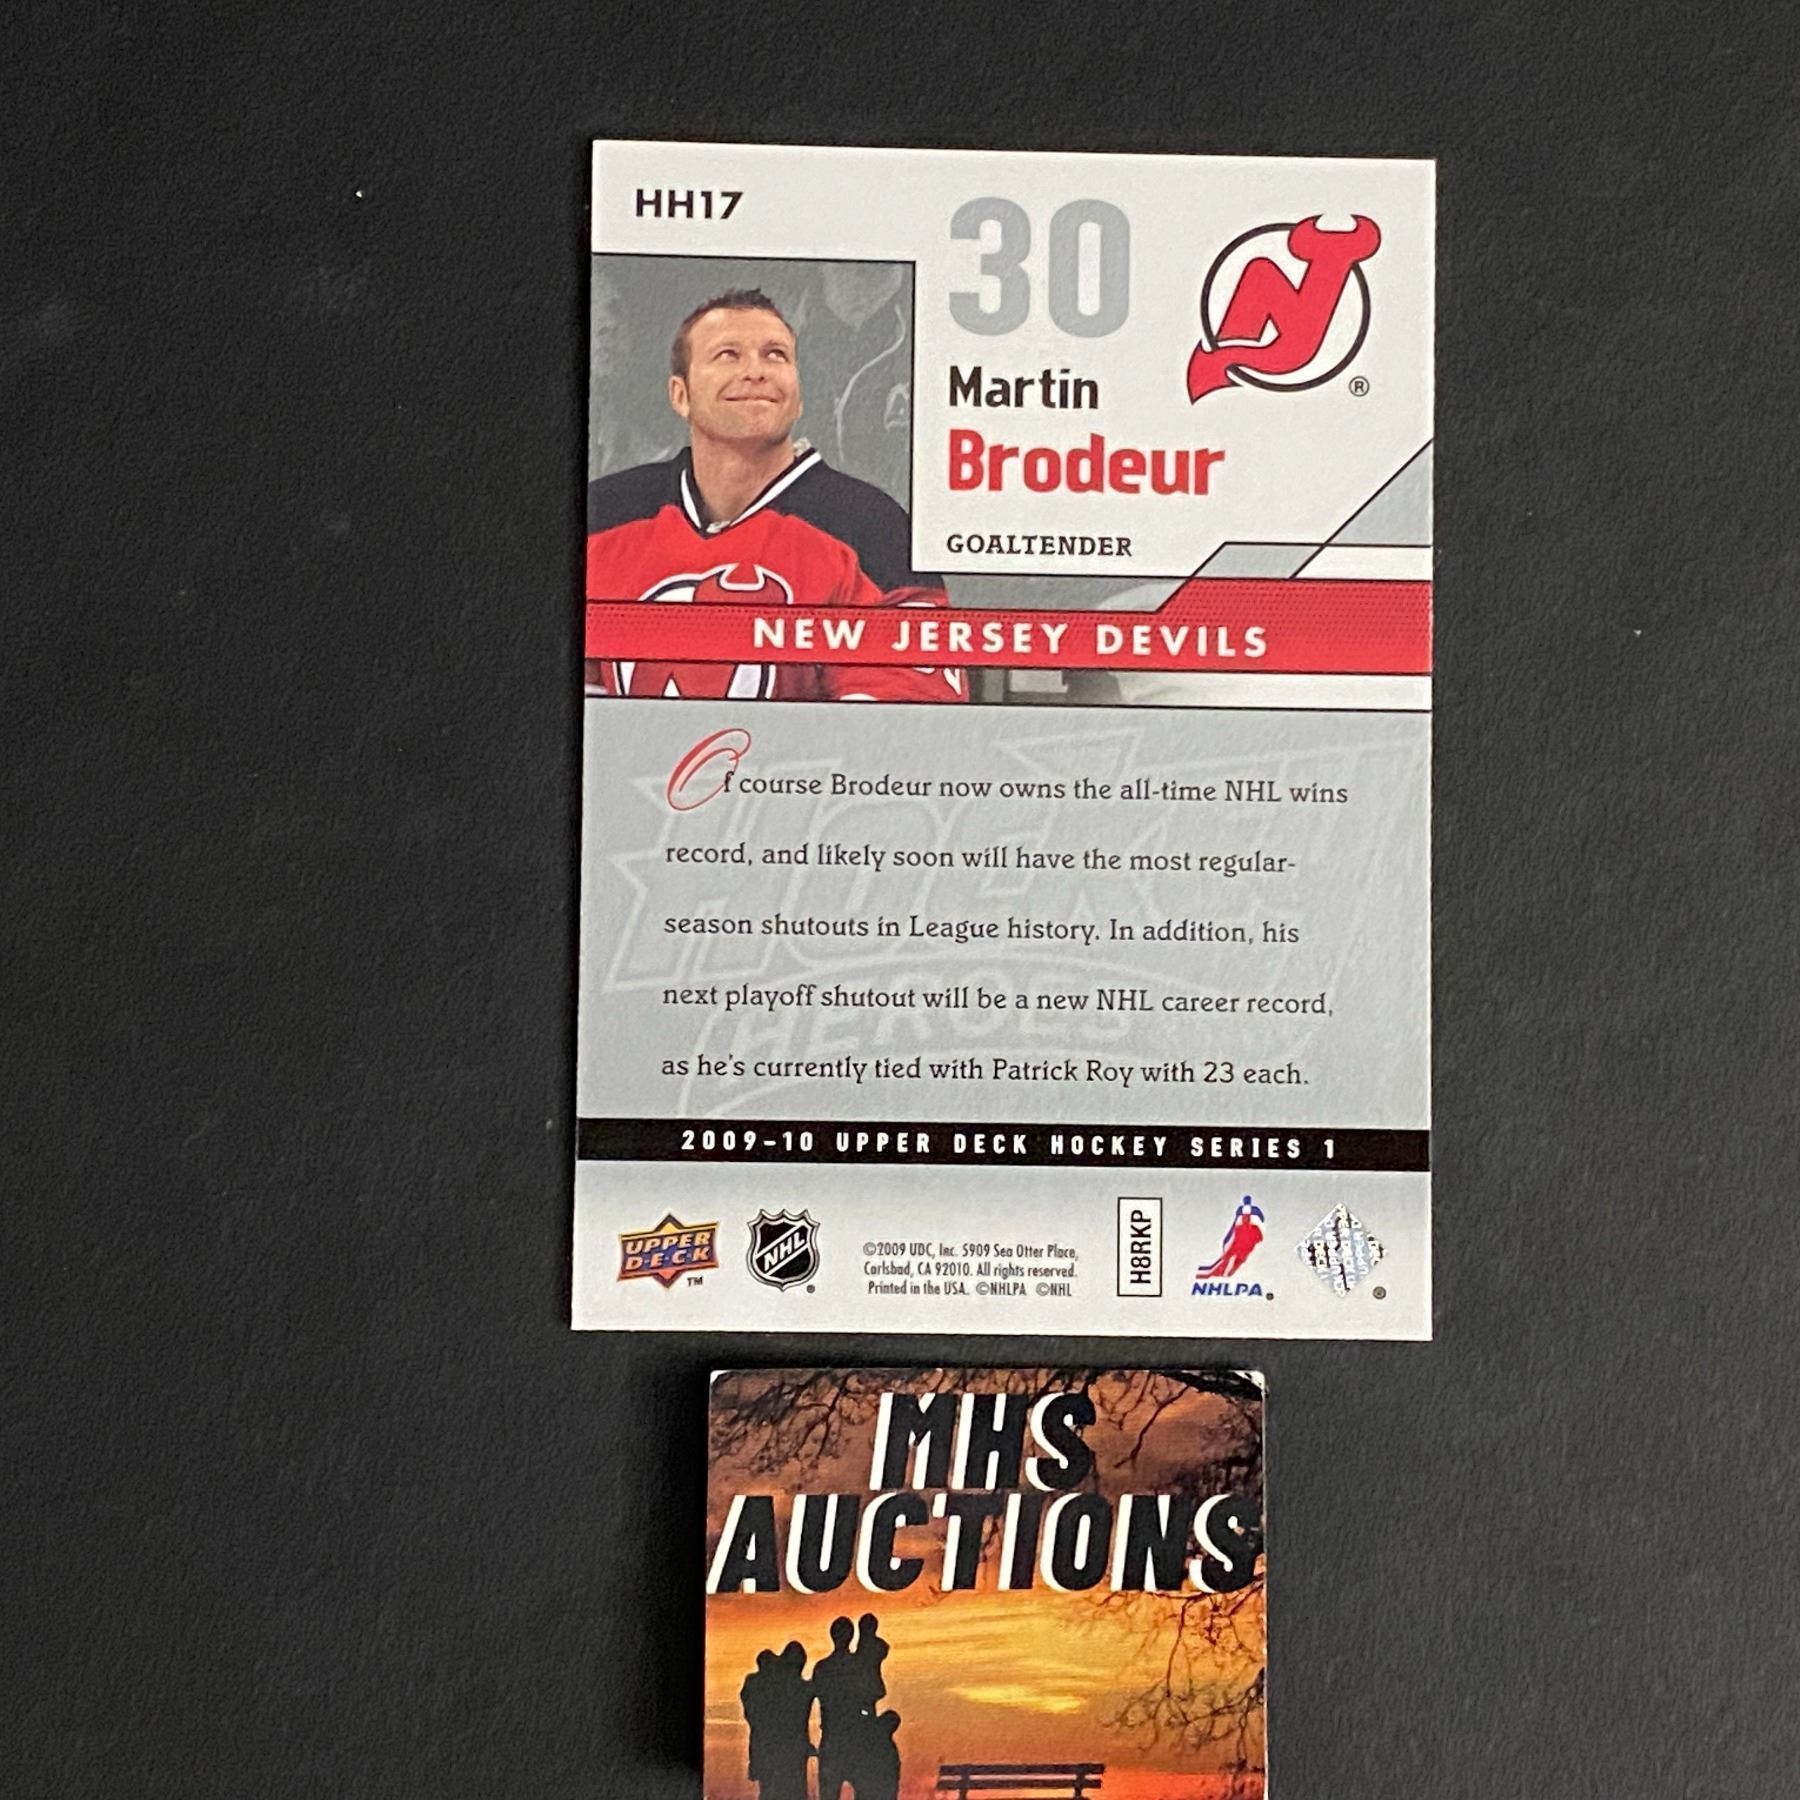 HH17
30
Martin
Brodeur
GOALTENDER
NEW JERSEY DEVILS
Of course Brodeur now owns the all-time NHL wins
record, and likely soon will have the most regular-
season shutouts in League history. In addition, his
next playoff shutout will be a new NHL career record,
as he's currently tied with Patrick Roy with 23 each.
HOCKEY
HEROES
2009-10 UPPER DECK HOCKEY SERIES 1
UPPER
D·E·C·K
TM
NHL
©2009 UDC, Inc. 5909 Sea Otter Place,
Carlsbad, CA 92010. All rights reserved.
Printed in the USA. ©NHLPA ©NHL
H8RKP
NHLPA®
MHS
AUCTIONS